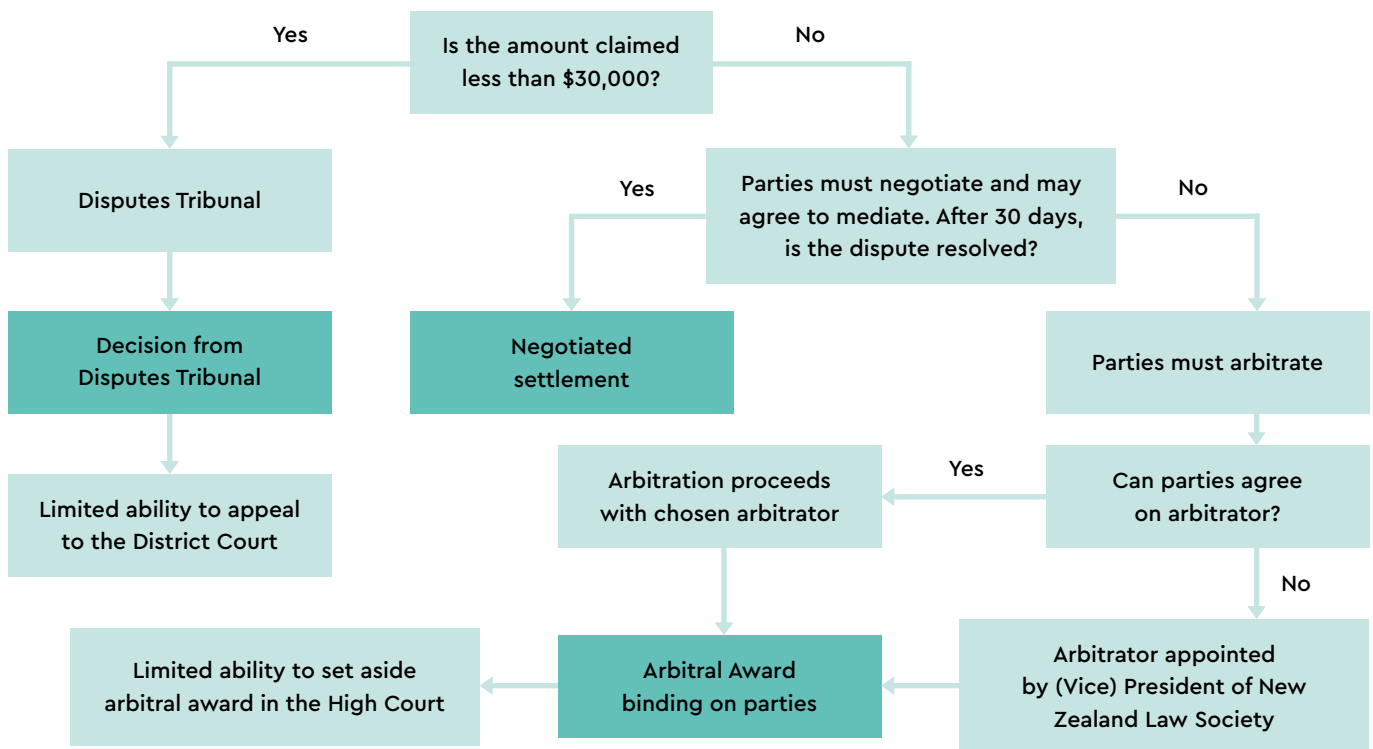 Yes
Is the amount claimed
less than $30,000?
No
Disputes Tribunal
Yes
Parties must negotiate and may
agree to mediate. After 30 days,
is the dispute resolved?
No
Decision from
Disputes Tribunal
Negotiated
settlement
Parties must arbitrate
Limited ability to appeal
to the District Court
Arbitration proceeds
with chosen arbitrator
Yes
Can parties agree
on arbitrator?
No
Limited ability to set aside
arbitral award in the High Court
Arbitral Award
binding on parties
Arbitrator appointed
by (Vice) President of New
Zealand Law Society